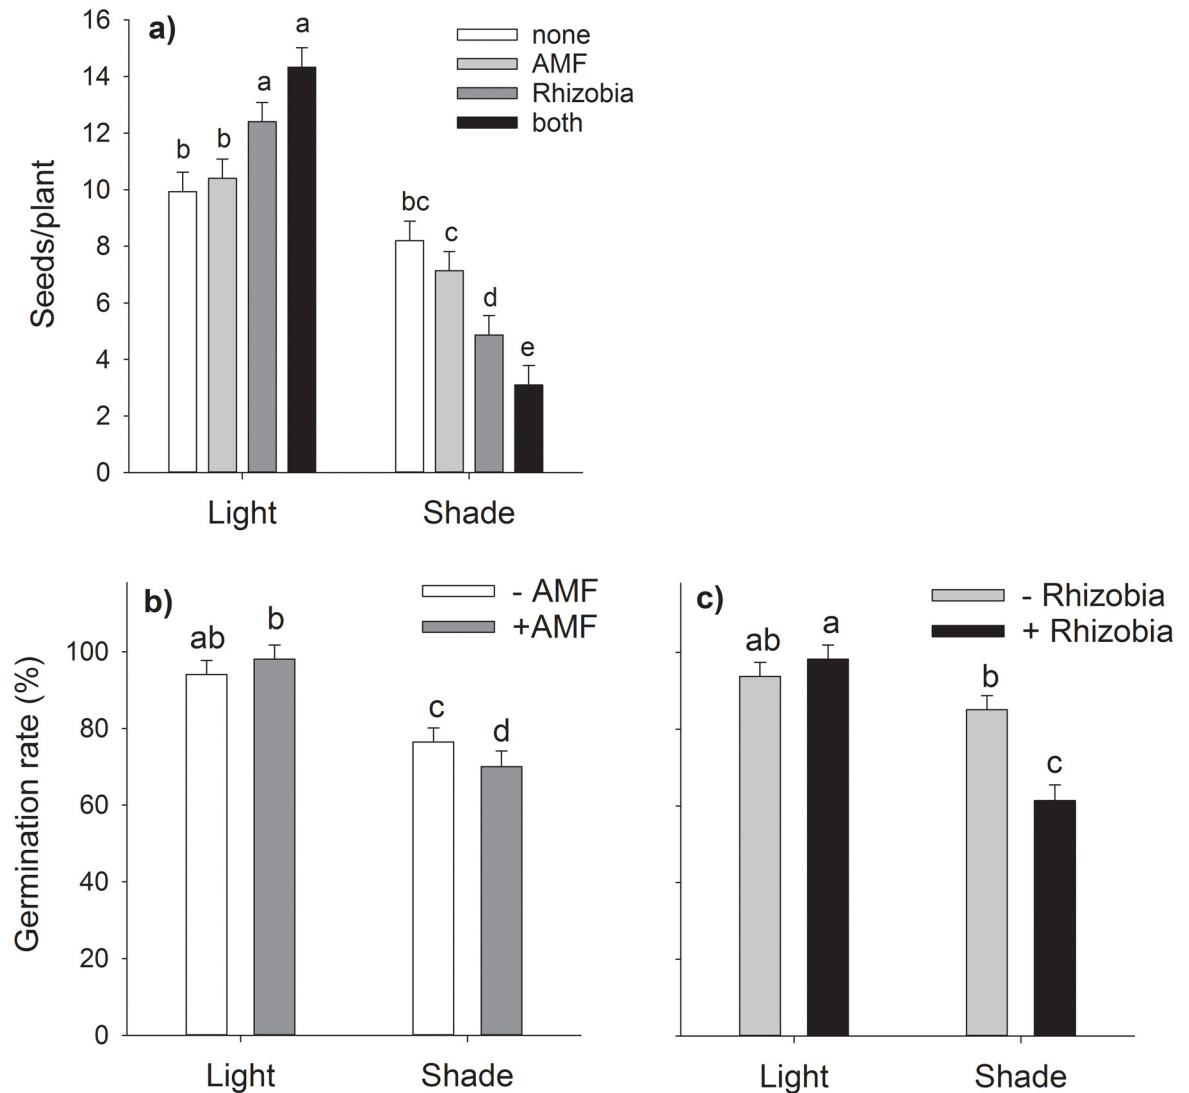 a)
none
AMF
Rhizobia
both
16
14
12
10
8
6
4
2
0
Seeds/plant
b
b
a
a
bc
c
d
e
Light
Shade
b)
- AMF
+AMF
100
80
60
40
20
0
Germination rate (%)
ab
b
c
d
Light
Shade
c)
- Rhizobia
+ Rhizobia
ab
a
b
c
Light
Shade